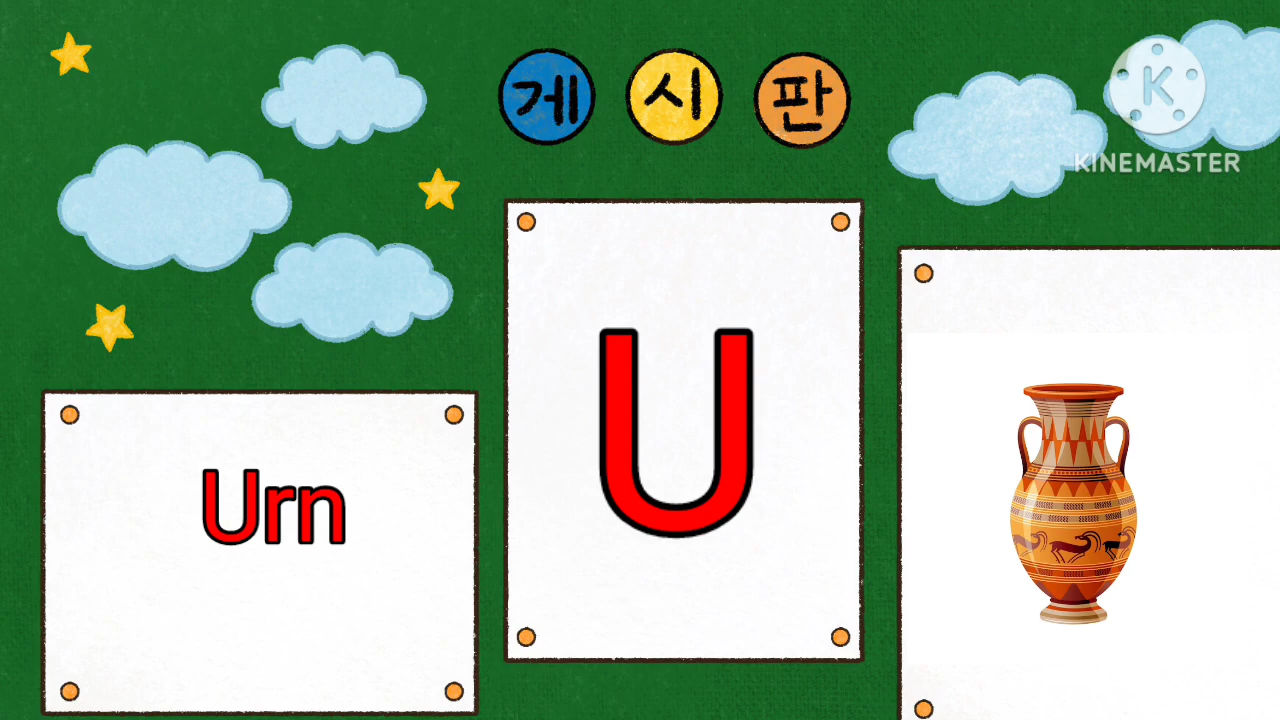 게 시 판
K
KINEMASTER
U
Urn